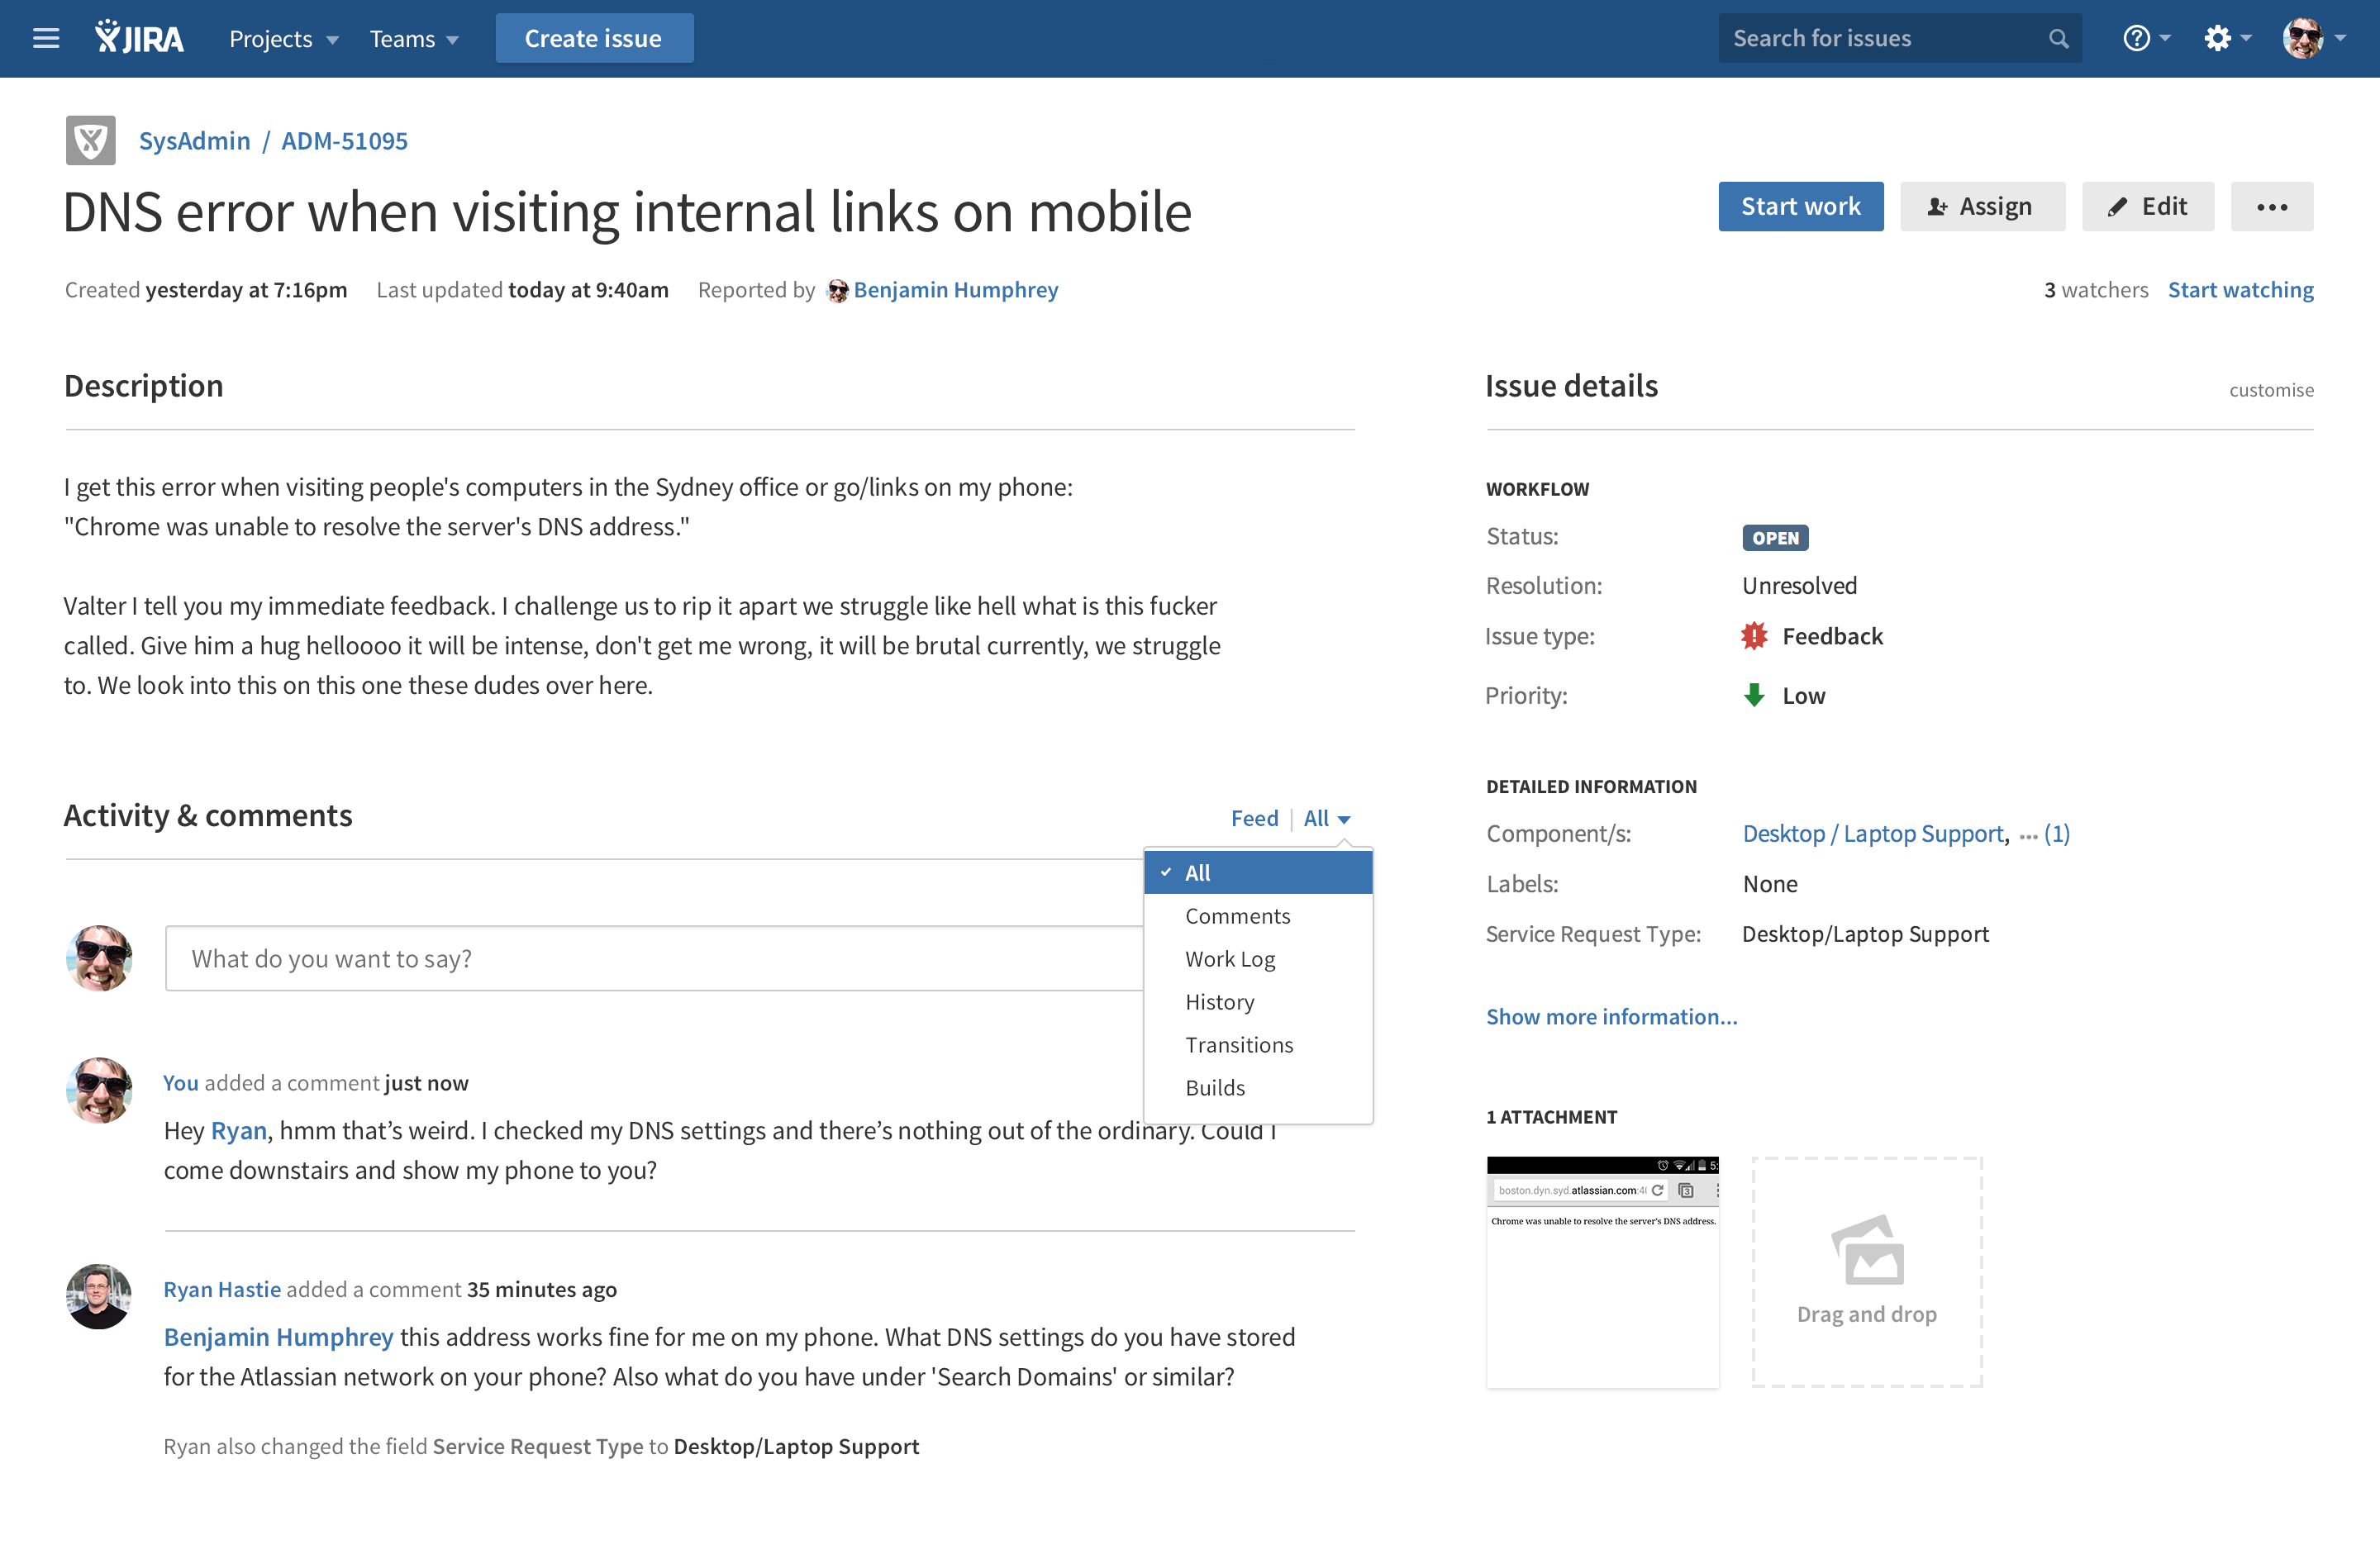 JIRA
Projects
Teams
Create issue
Search for issues
SysAdmin / ADM-51095
DNS error when visiting internal links on mobile
Start work
Assign
Edit
Created yesterday at 7:16pm Last updated today at 9:40am Reported by Benjamin Humphrey
3 watchers Start watching
Description
I get this error when visiting people's computers in the Sydney office or go/links on my phone:
"Chrome was unable to resolve the server's DNS address."
Valter I tell you my immediate feedback. I challenge us to rip it apart we struggle like hell what is this fucker
called. Give him a hug helloooo it will be intense, don't get me wrong, it will be brutal currently, we struggle
to. We look into this on this one these dudes over here.
Activity & comments
Feed | All
All
Comments
Work Log
History
Transitions
Builds
What do you want to say?
You added a comment just now
Hey Ryan, hmm that’s weird. I checked my DNS settings and there’s nothing out of the ordinary. Could I
come downstairs and show my phone to you?
Ryan Hastie added a comment 35 minutes ago
Benjamin Humphrey this address works fine for me on my phone. What DNS settings do you have stored
for the Atlassian network on your phone? Also what do you have under 'Search Domains' or similar?
Ryan also changed the field Service Request Type to Desktop/Laptop Support
Issue details
customise
WORKFLOW
Status: OPEN
Resolution: Unresolved
Issue type: Feedback
Priority: Low
DETAILED INFORMATION
Component/s: Desktop / Laptop Support, ... (1)
Labels: None
Service Request Type: Desktop/Laptop Support
Show more information...
1 ATTACHMENT
5:
boston.dyn.syd.atlassian.com:4
3
Chrome was unable to resolve the server's DNS address.
Drag and drop